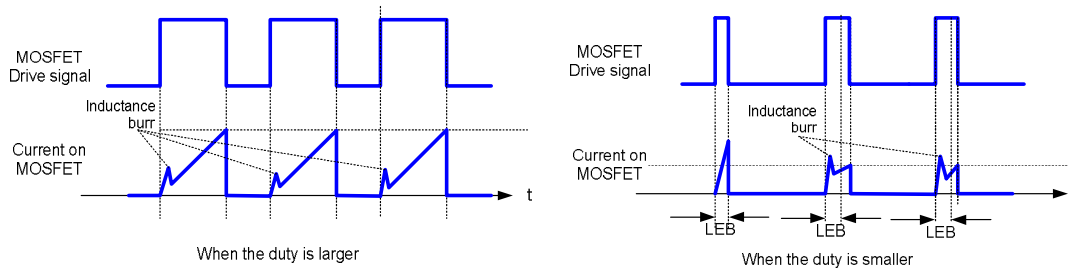 MOSFET
Drive signal
Inductance
burr
Current on
MOSFET
t
When the duty is larger
MOSFET
Drive signal
Inductance
burr
Current on
MOSFET
LEB
LEB
LEB
When the duty is smaller